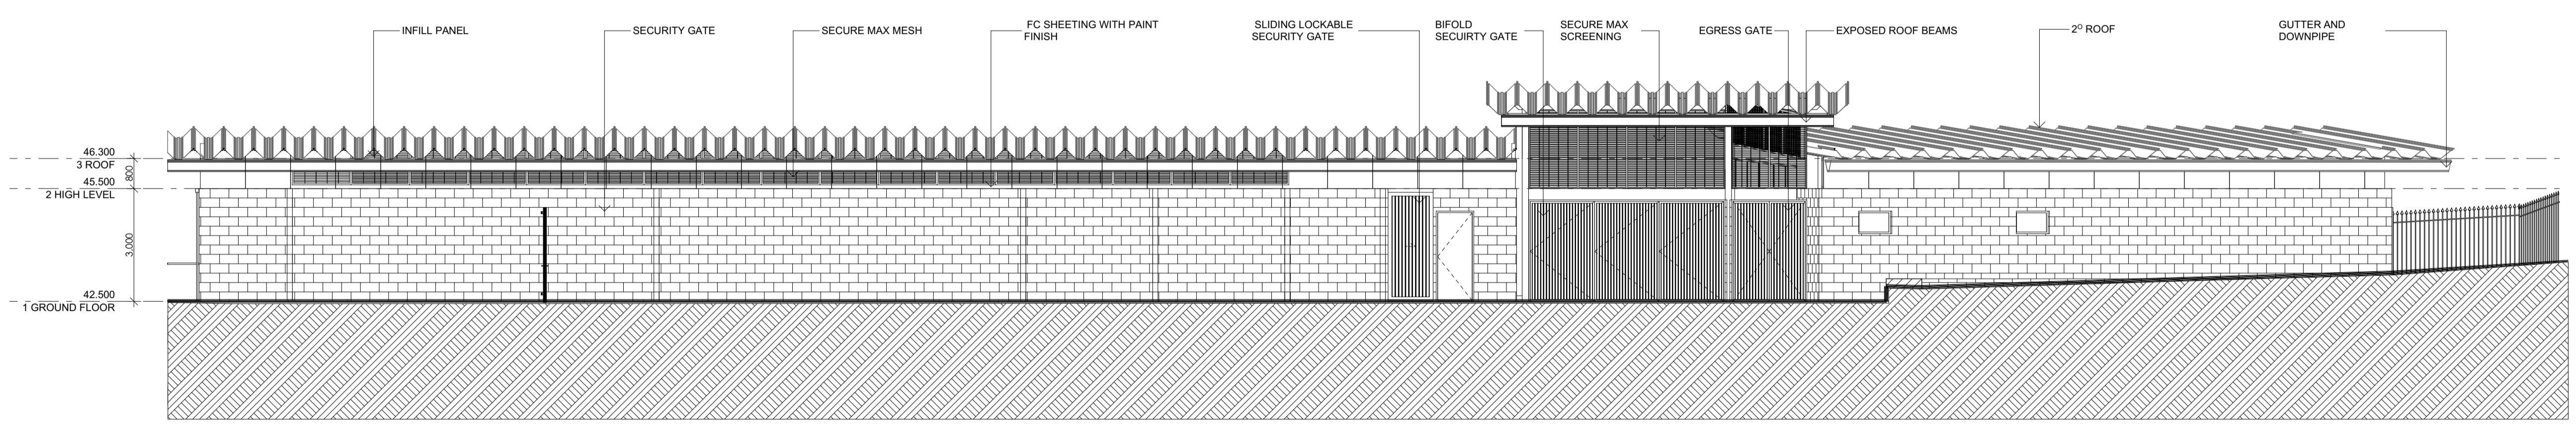 INFILL PANEL
SECURITY GATE
SECURE MAX MESH
FC SHEETING WITH PAINT
FINISH
SLIDING LOCKABLE
SECURITY GATE
BIFOLD
SECUIRTY GATE
SECURE MAX
SCREENING
EGRESS GATE
EXPOSED ROOF BEAMS
2º ROOF
GUTTER AND
DOWNPIPE
46.300
3 ROOF
800
45.500
2 HIGH LEVEL
3,000
42.500
1 GROUND FLOOR